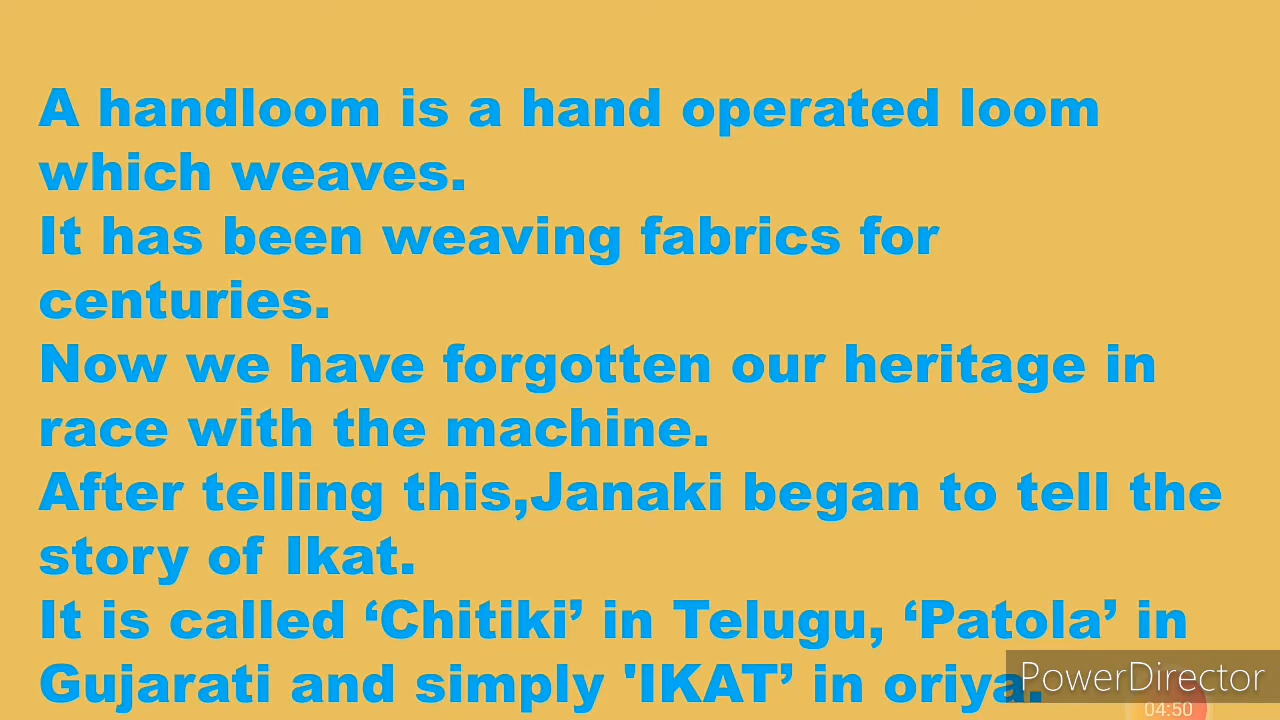 A handloom is a hand operated loom
which weaves.
It has been weaving fabrics for
centuries.
Now we have forgotten our heritage in
race with the machine.
After telling this,Janaki began to tell the
story of Ikat.
It is called ‘Chitiki’ in Telugu, ‘Patola’ in
Gujarati and simply 'IKAT’ in oriya.
PowerDirector
04:50